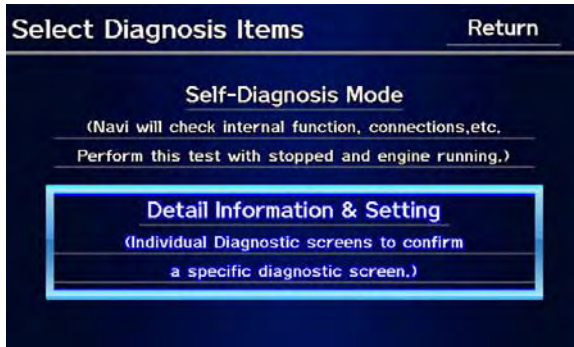 Select Diagnosis Items Return
Self-Diagnosis Mode
(Navi will check internal function, connections,etc.
Perform this test with stopped and engine running.)
Detail Information & Setting
(Individual Diagnostic screens to confirm
a specific diagnostic screen.)